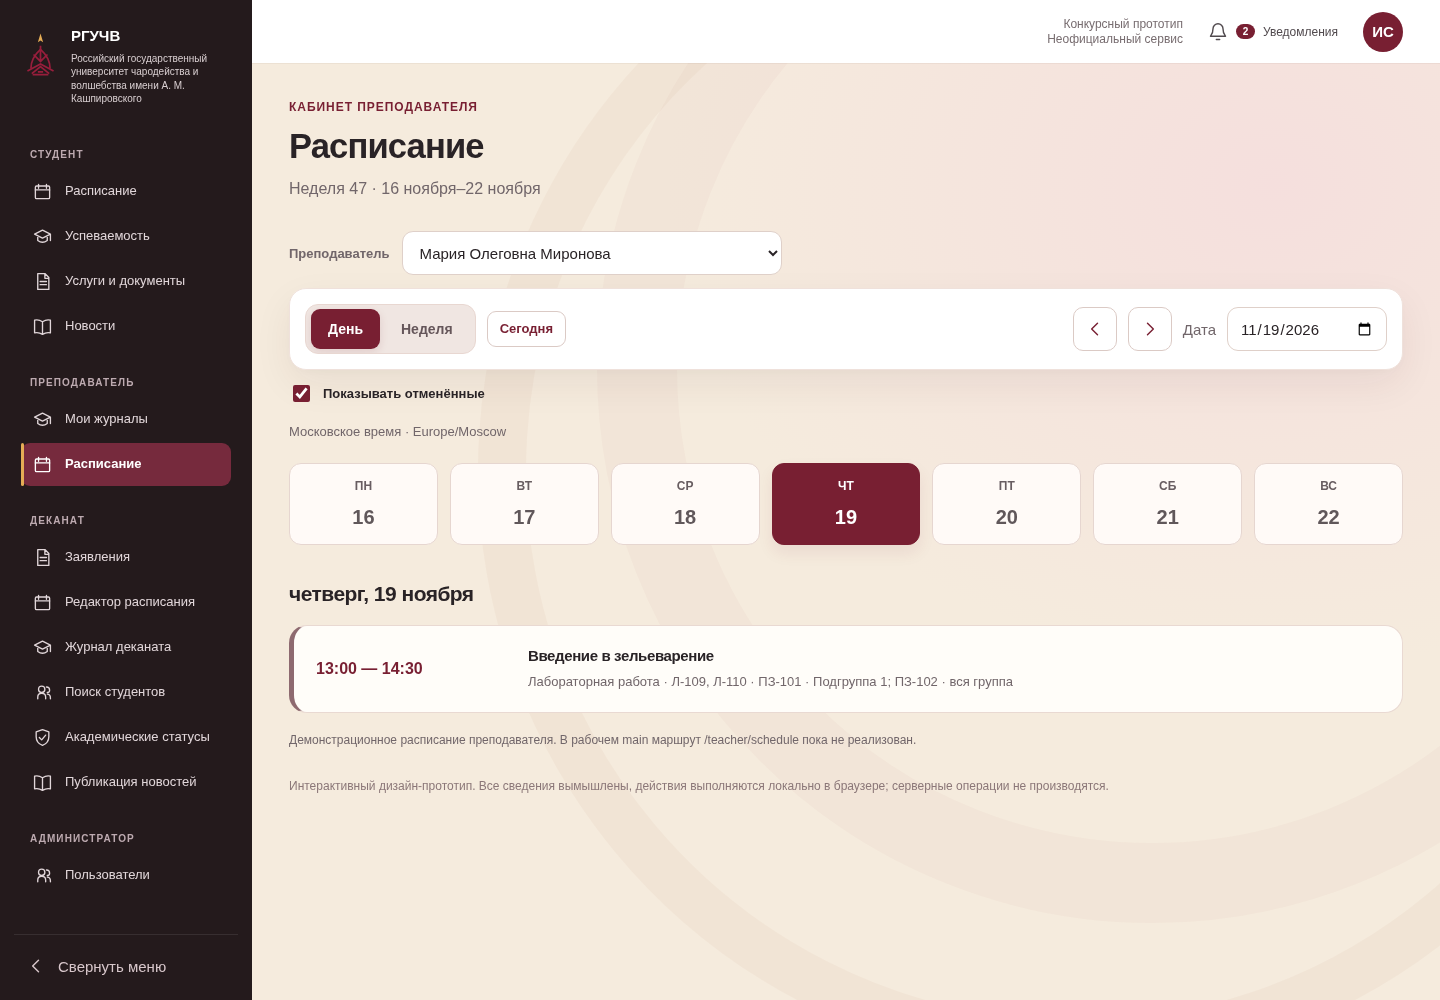 РГУЧВ
Российский государственный
университет чародейства и
волшебства имени А. М.
Кашпировского
СТУДЕНТ
Расписание
Успеваемость
Услуги и документы
Новости
ПРЕПОДАВАТЕЛЬ
Мои журналы
Расписание
ДЕКАНАТ
Заявления
Редактор расписания
Журнал деканата
Поиск студентов
Академические статусы
Публикация новостей
АДМИНИСТРАТОР
Пользователи
Свернуть меню
Конкурсный прототип
Неофициальный сервис
2 Уведомления
ИС
КАБИНЕТ ПРЕПОДАВАТЕЛЯ
Расписание
Неделя 47 · 16 ноября–22 ноября
Преподаватель Мария Олеговна Миронова
День Неделя Сегодня Дата 11/19/2026
Показывать отменённые
Московское время · Europe/Moscow
ПН ВТ СР ЧТ ПТ СБ ВС
16 17 18 19 20 21 22
четверг, 19 ноября
13:00 — 14:30
Введение в зельеварение
Лабораторная работа · Л-109, Л-110 · ПЗ-101 · Подгруппа 1; ПЗ-102 · вся группа
Демонстрационное расписание преподавателя. В рабочем main маршрут /teacher/schedule пока не реализован.
Интерактивный дизайн-прототип. Все сведения вымышлены, действия выполняются локально в браузере; серверные операции не производятся.